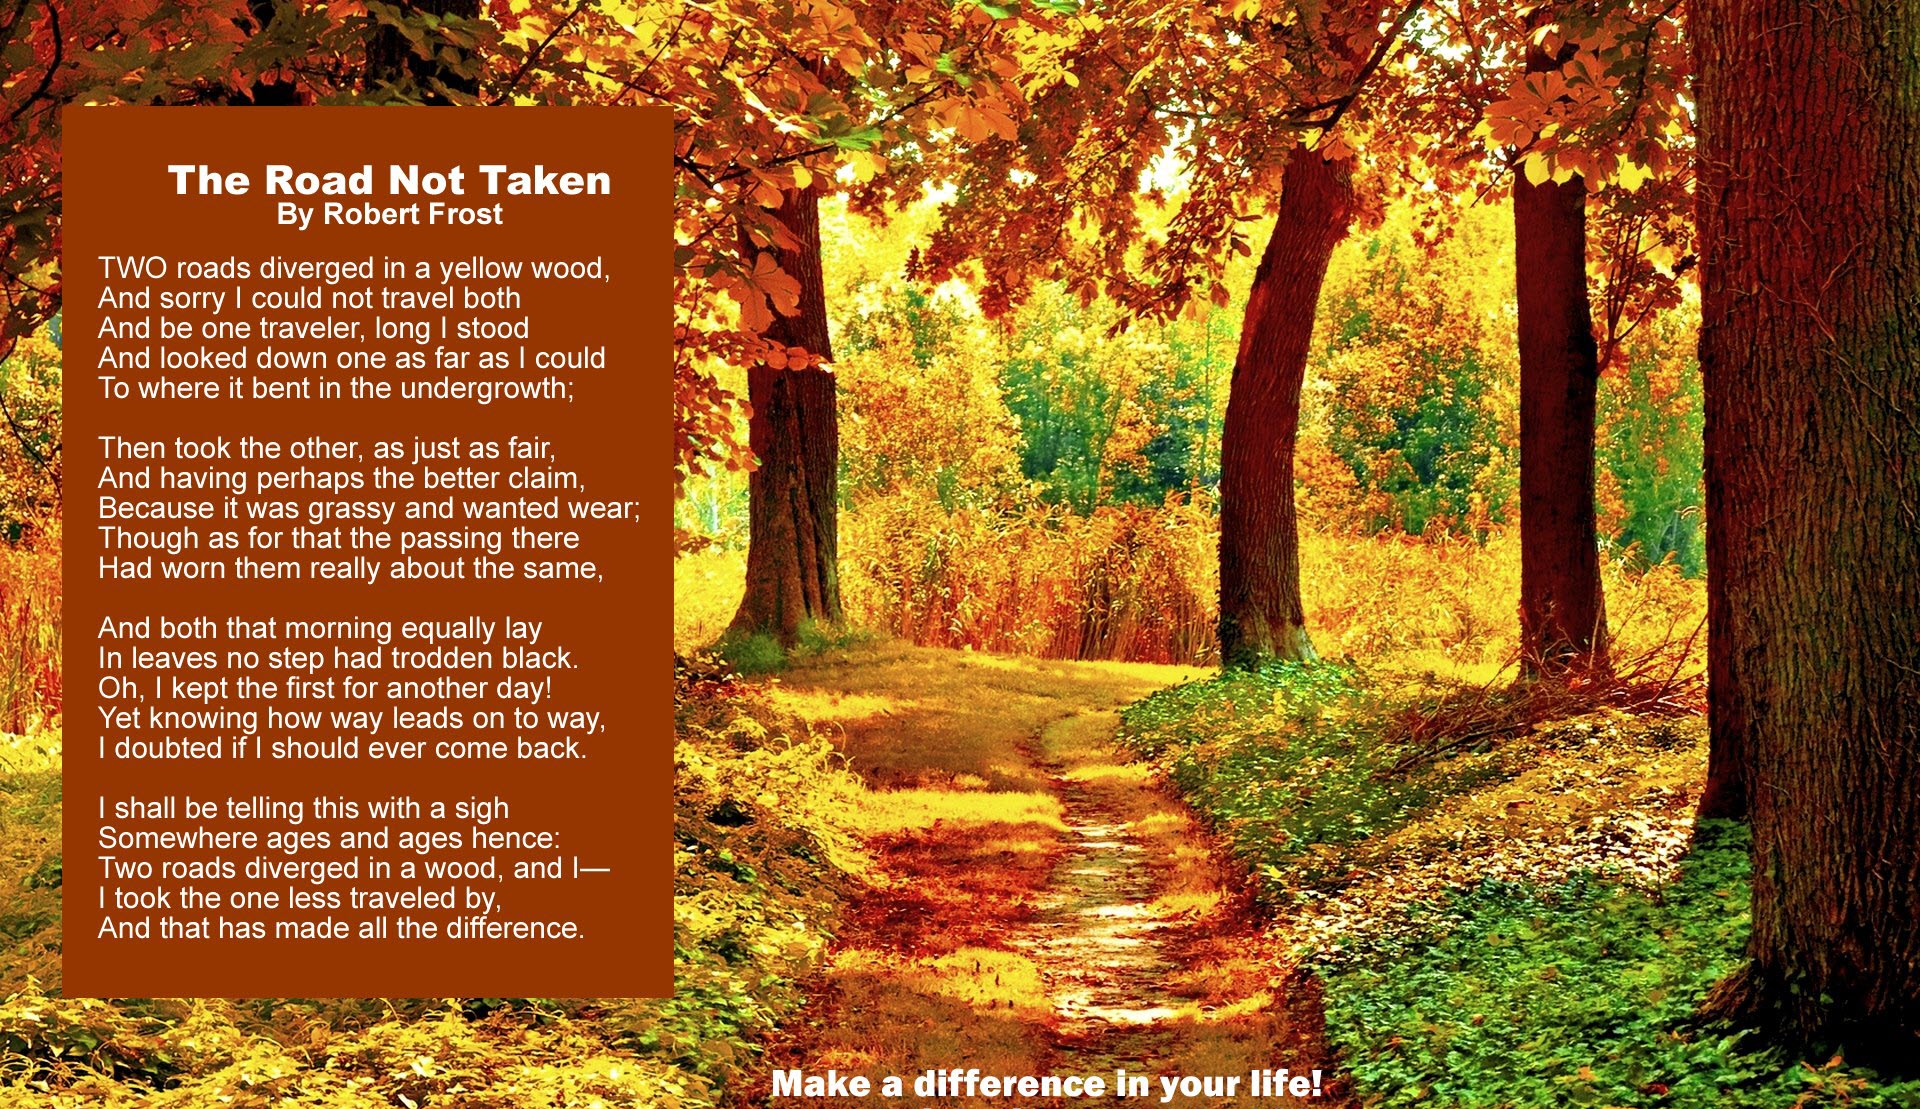 The Road Not Taken
By Robert Frost
TWO roads diverged in a yellow wood,
And sorry I could not travel both
And be one traveler, long I stood
And looked down one as far as I could
To where it bent in the undergrowth;
Then took the other, as just as fair,
And having perhaps the better claim,
Because it was grassy and wanted wear;
Though as for that the passing there
Had worn them really about the same,
And both that morning equally lay
In leaves no step had trodden black.
Oh, I kept the first for another day!
Yet knowing how way leads on to way,
I doubted if I should ever come back.
I shall be telling this with a sigh
Somewhere ages and ages hence:
Two roads diverged in a wood, and I—
I took the one less traveled by,
And that has made all the difference.
Make a difference in your life!